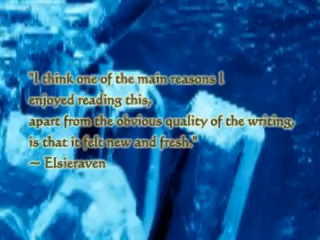 "I think one of the main reasons I
enjoyed reading this,
apart from the obvious quality of the writing,
is that it felt new and fresh."
~ Elsieraven